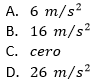 A. 6 m/s²
B. 16 m/s²
C. cero
D. 26 m/s²